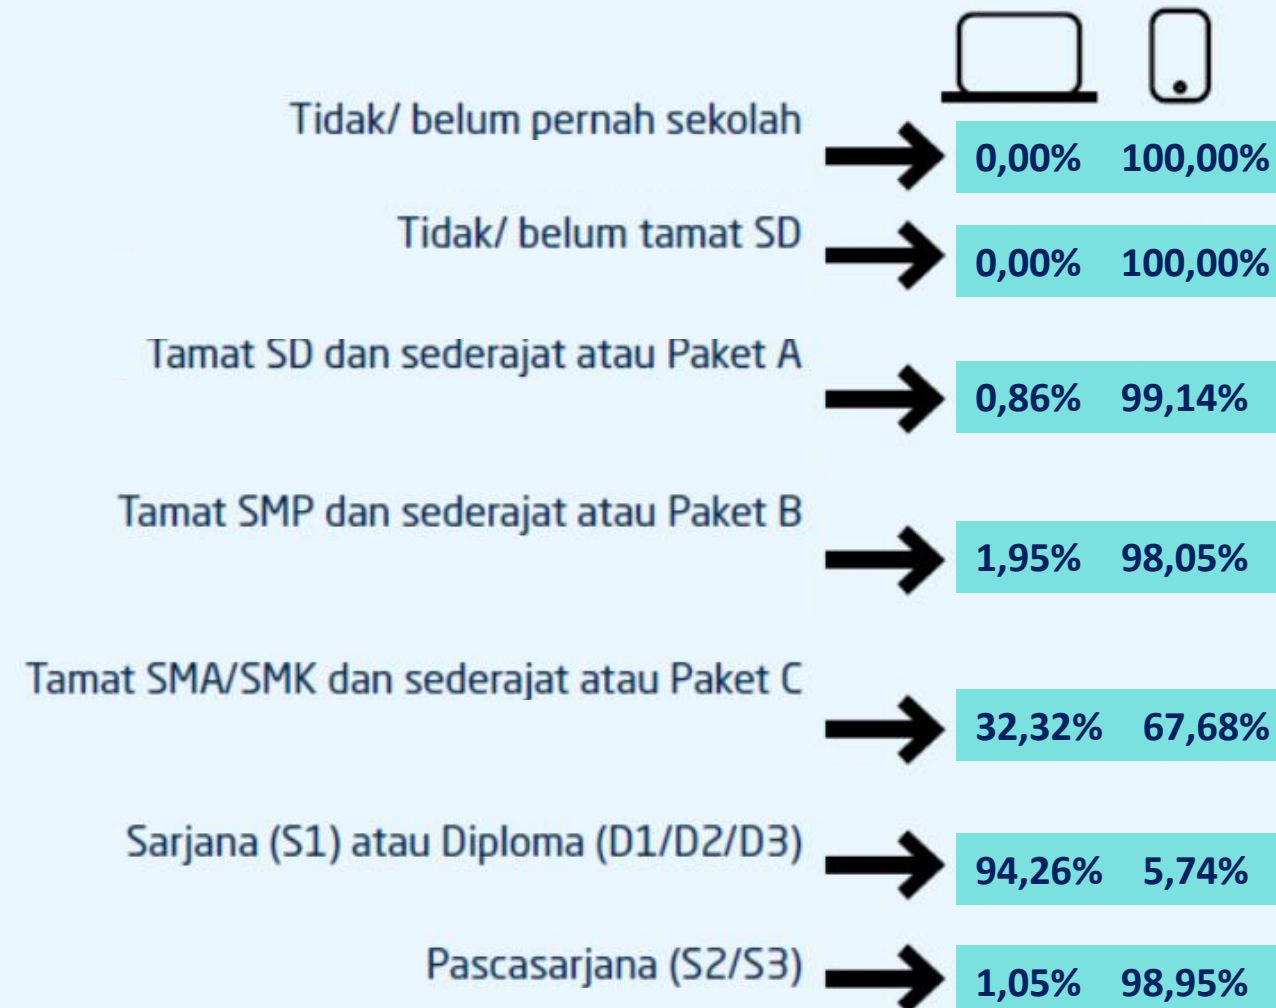 Tidak/ belum pernah sekolah
0,00% 100,00%
Tidak/ belum tamat SD
0,00% 100,00%
Tamat SD dan sederajat atau Paket A
0,86% 99,14%
Tamat SMP dan sederajat atau Paket B
1,95% 98,05%
Tamat SMA/SMK dan sederajat atau Paket C
32,32% 67,68%
Sarjana (S1) atau Diploma (D1/D2/D3)
94,26% 5,74%
Pascasarjana (S2/S3)
1,05% 98,95%